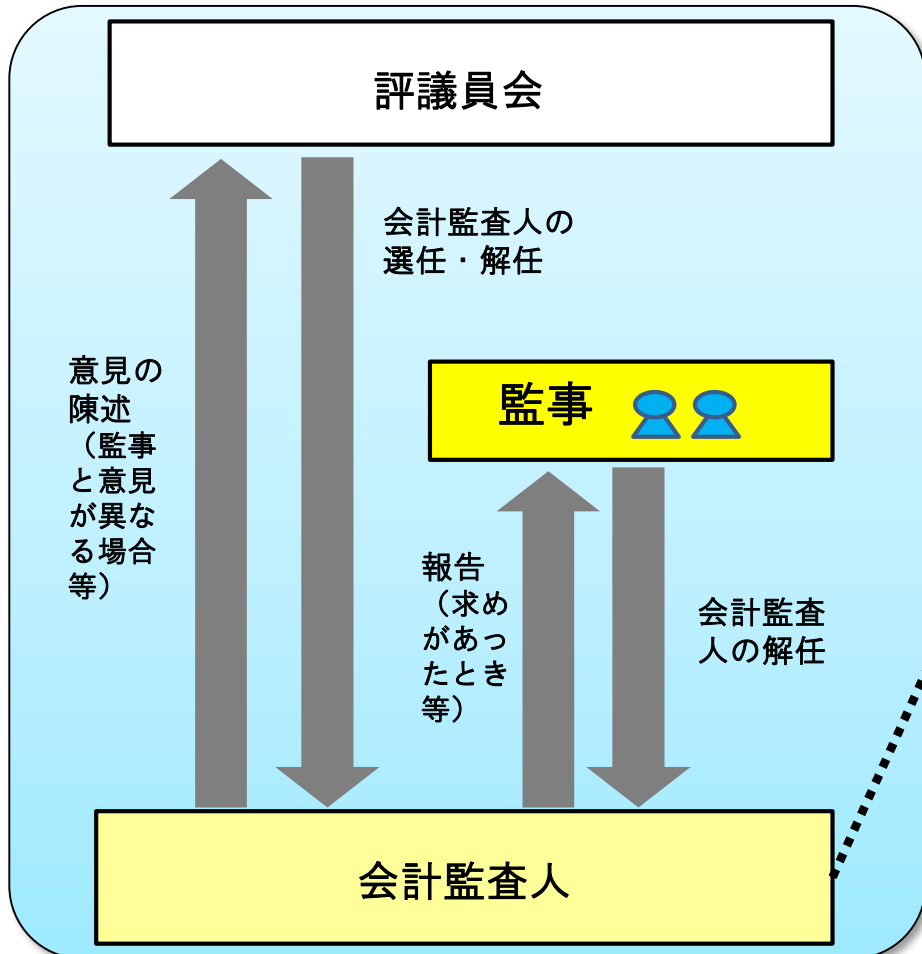 評議員会
会計監査人の
選任・解任
意見の
陳述
（監事
と意見
が異な
る場合
等）
監事
報告
（求め
があっ
たとき
等）
会計監査
人の解任
会計監査人